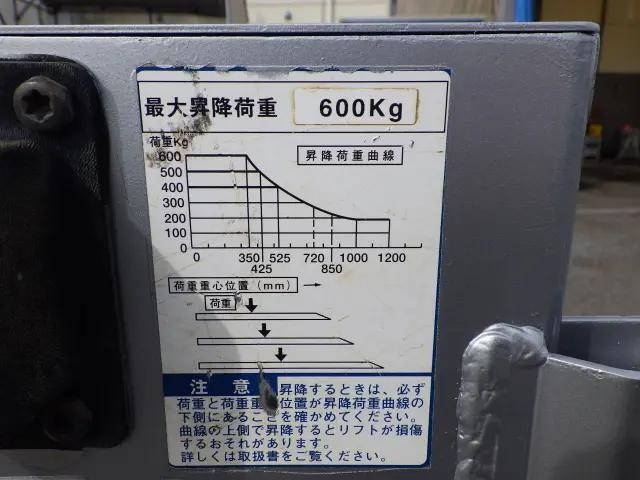 最大昇降荷重 600Kg
荷重Kg
昇降荷重曲線
600
500
400
300
200
100
0
0 350 525 720 1000 1200
425 850
荷重重心位置(mm) →
荷重
注意 昇降するときは、必ず
荷重と荷重重 位置が昇降荷重曲線の
下側にあることを確かめてください。
曲線の上側で昇降するとリフトが損傷
するおそれがあります。
詳しくは取扱書をご覧ください。